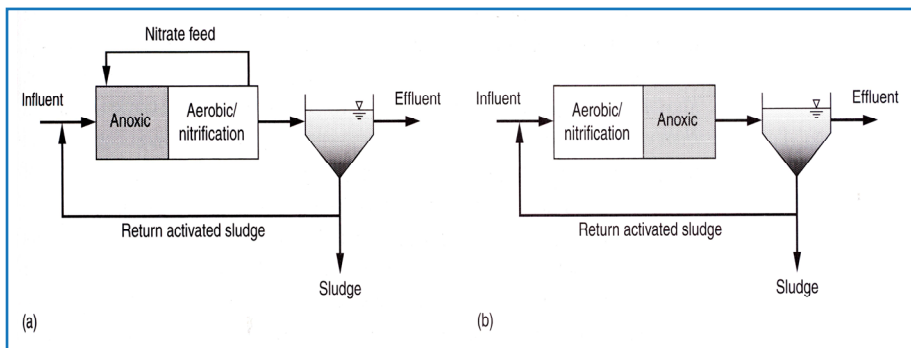 Nitrate feed
Influent
Anoxic
Aerobic/
nitrification
Effluent
Return activated sludge
Sludge
(a)
Influent
Aerobic/
nitrification
Anoxic
Effluent
Return activated sludge
Sludge
(b)